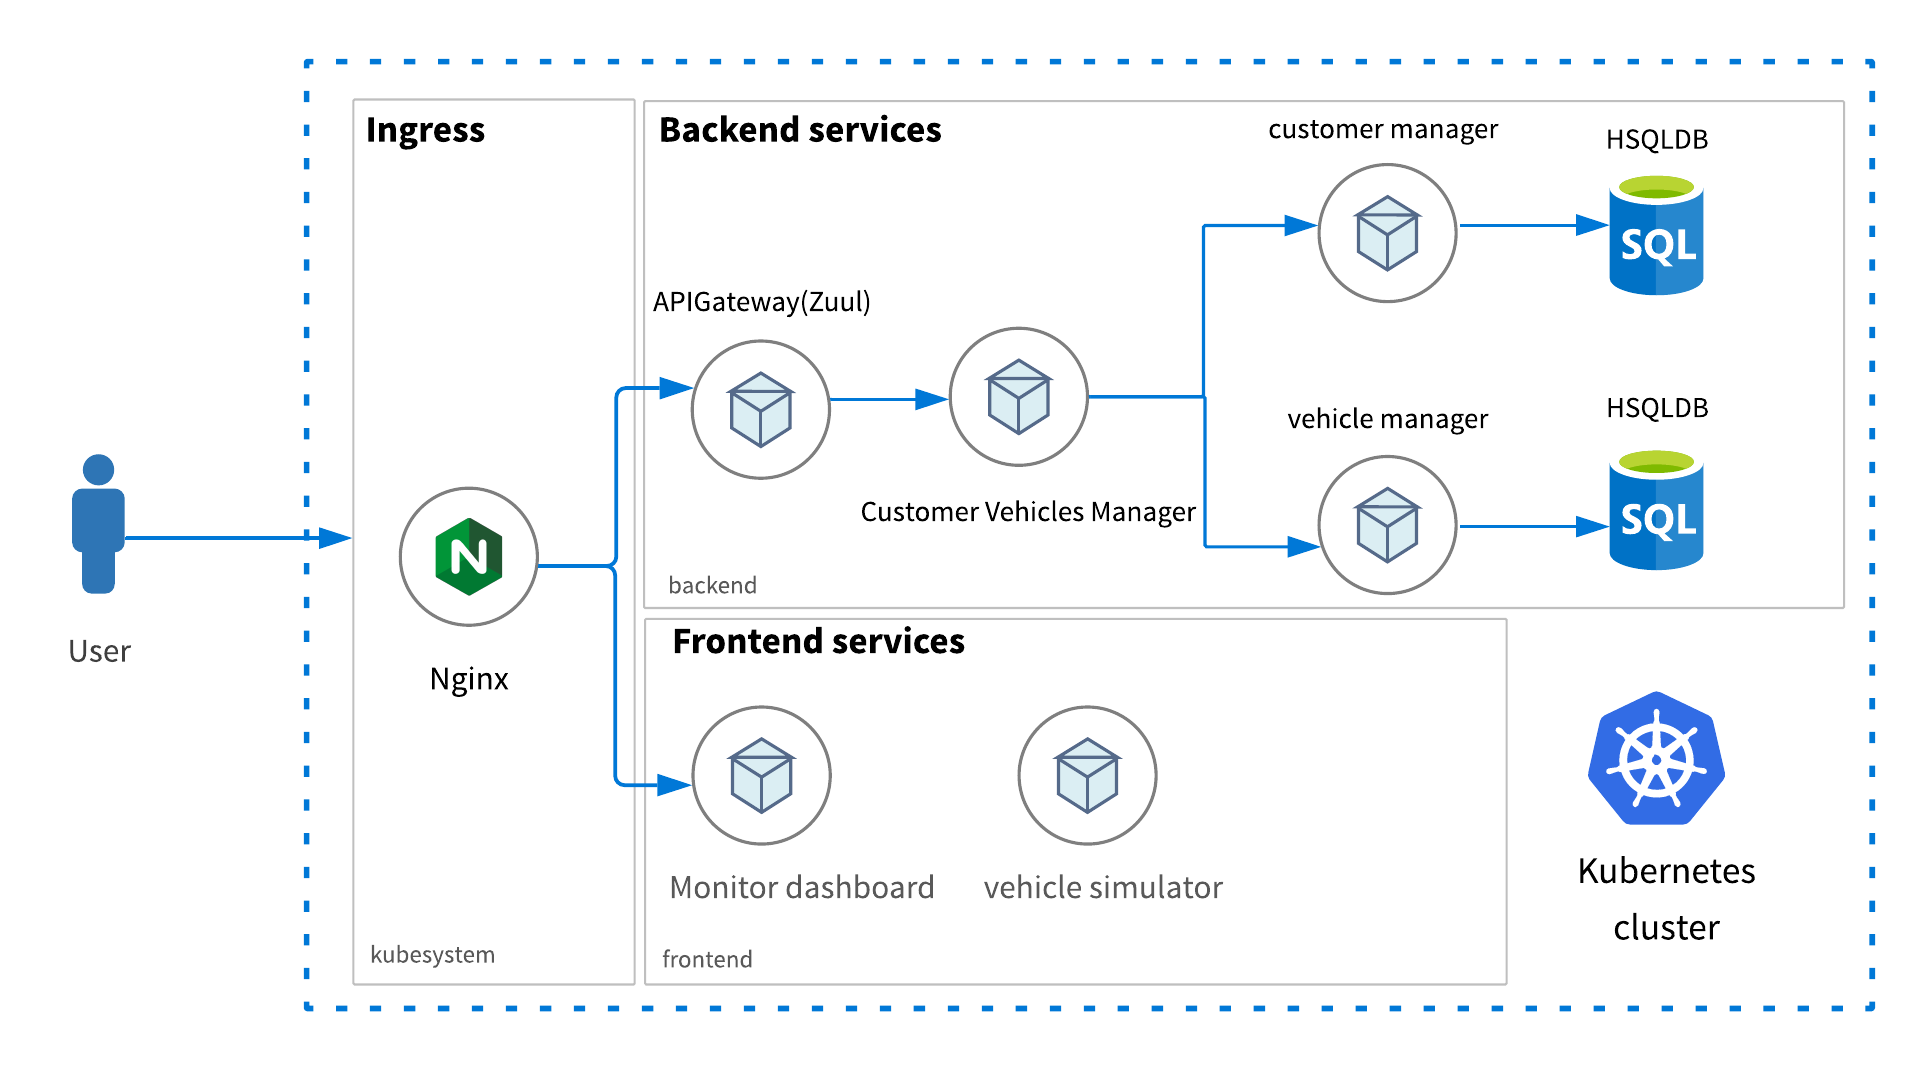 Ingress
Backend services
customer manager
HSQLDB
SQL
APIGateway(Zuul)
Customer Vehicles Manager
vehicle manager
HSQLDB
SQL
backend
User
N
Nginx
kubesystem
Frontend services
Monitor dashboard
vehicle simulator
frontend
Kubernetes
cluster